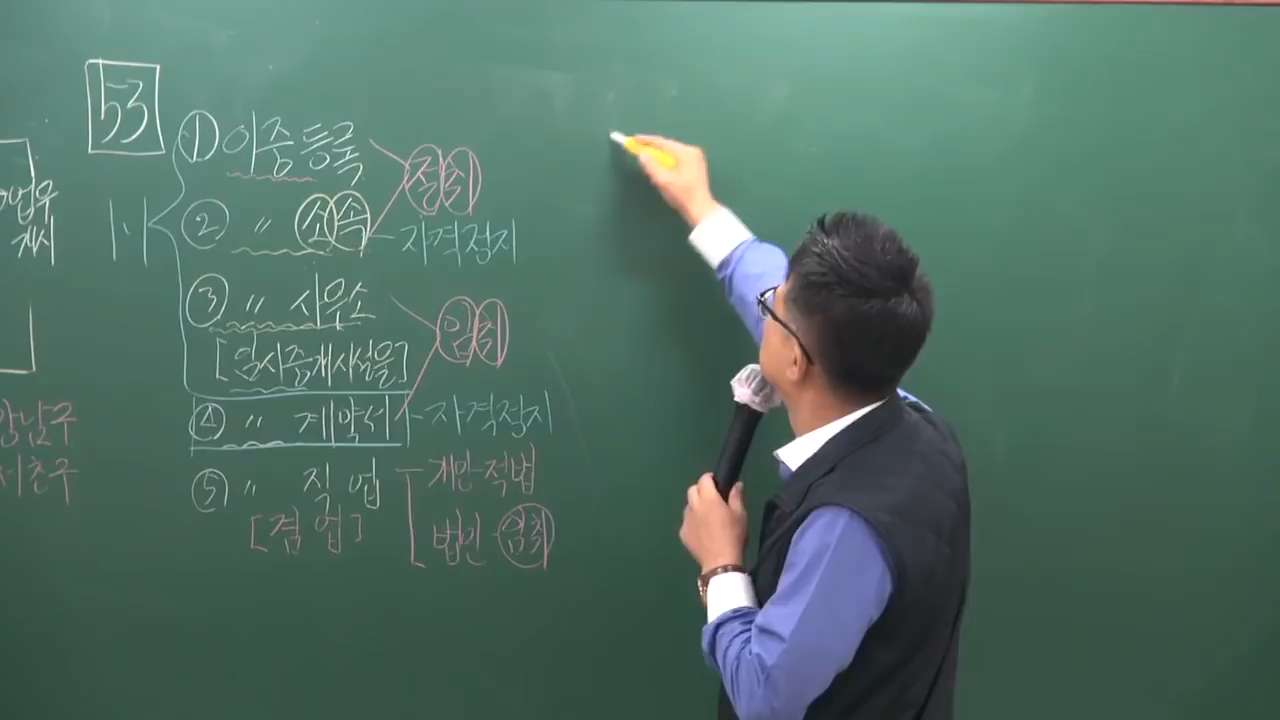 53
① 이중등록
절취
② 〃 소속 - 자격정지
1-1
③ 〃 사무소
임취
[임시중개시설물]
④ 〃 계약서 - 자격정지
⑤ 〃 직업 개인-적법
[겸업] 법인-임취
업무
개시
강남구
서초구